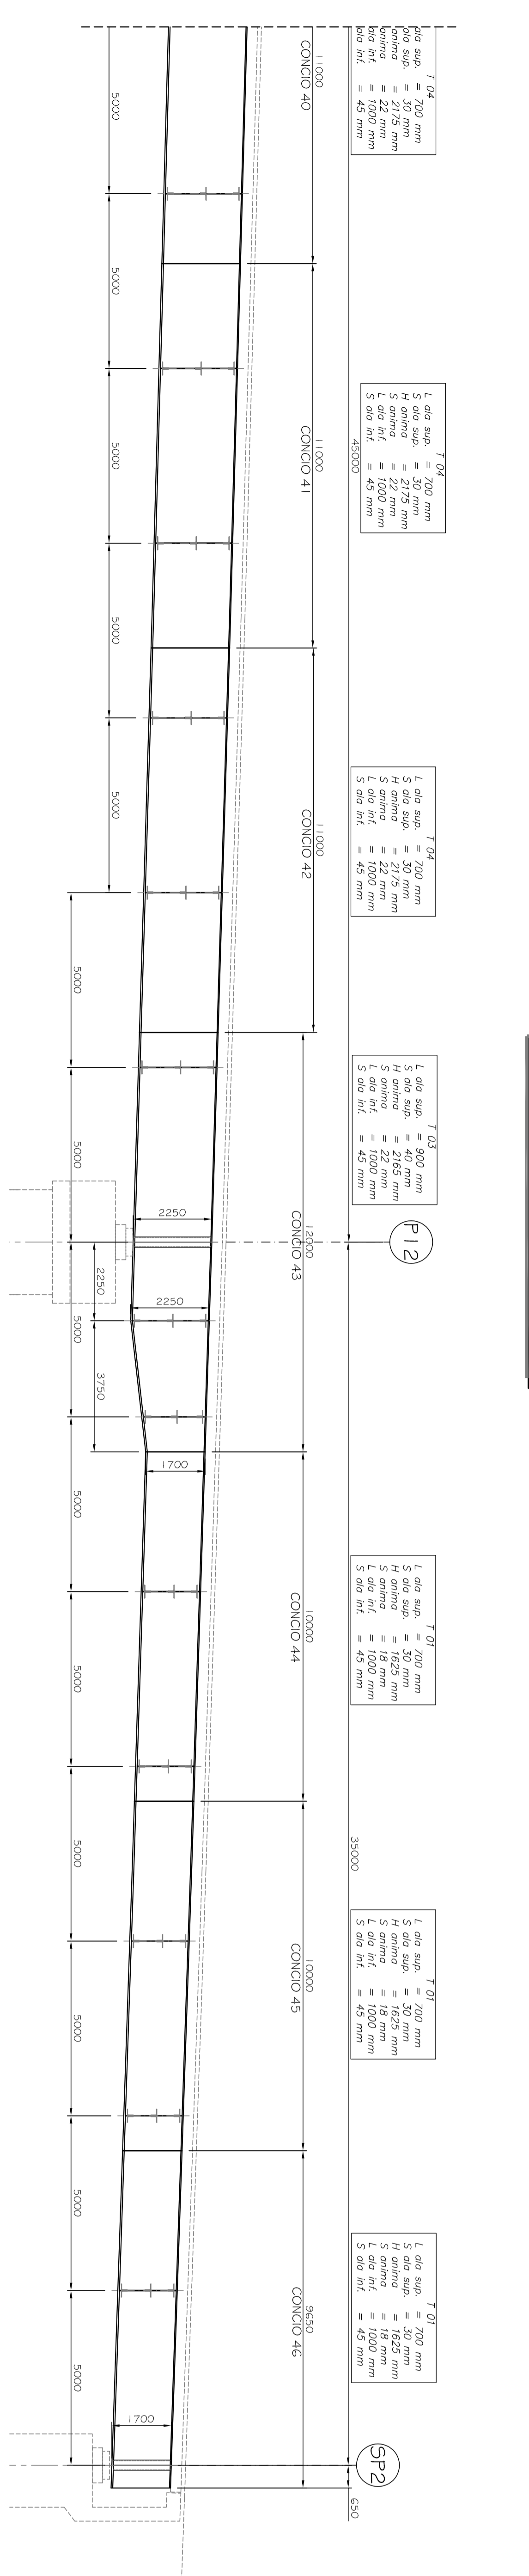 T 04
ala sup. = 700 mm
ala sup. = 30 mm
anima = 2175 mm
anima = 22 mm
ala inf. = 1000 mm
ala inf. = 45 mm
T 04
L ala sup. = 700 mm
S ala sup. = 30 mm
H anima = 2175 mm
S anima = 22 mm
L ala inf. = 1000 mm
S ala inf. = 45 mm
T 04
L ala sup. = 700 mm
S ala sup. = 30 mm
H anima = 2175 mm
S anima = 22 mm
L ala inf. = 1000 mm
S ala inf. = 45 mm
T 03
L ala sup. = 900 mm
S ala sup. = 40 mm
H anima = 2165 mm
S anima = 22 mm
L ala inf. = 1000 mm
S ala inf. = 45 mm
T 01
L ala sup. = 700 mm
S ala sup. = 30 mm
H anima = 1625 mm
S anima = 18 mm
L ala inf. = 1000 mm
S ala inf. = 45 mm
T 01
L ala sup. = 700 mm
S ala sup. = 30 mm
H anima = 1625 mm
S anima = 18 mm
L ala inf. = 1000 mm
S ala inf. = 45 mm
T 01
L ala sup. = 700 mm
S ala sup. = 30 mm
H anima = 1625 mm
S anima = 18 mm
L ala inf. = 1000 mm
S ala inf. = 45 mm
P12
SP2
45000
35000
650
11000
CONCIO 40
11000
CONCIO 41
11000
CONCIO 42
12000
CONCIO 43
10000
CONCIO 44
10000
CONCIO 45
9650
CONCIO 46
2250
2250
1700
1700
5000
5000
5000
5000
5000
2250
3750
5000
5000
5000
5000
5000
5000
5000
5000
5000